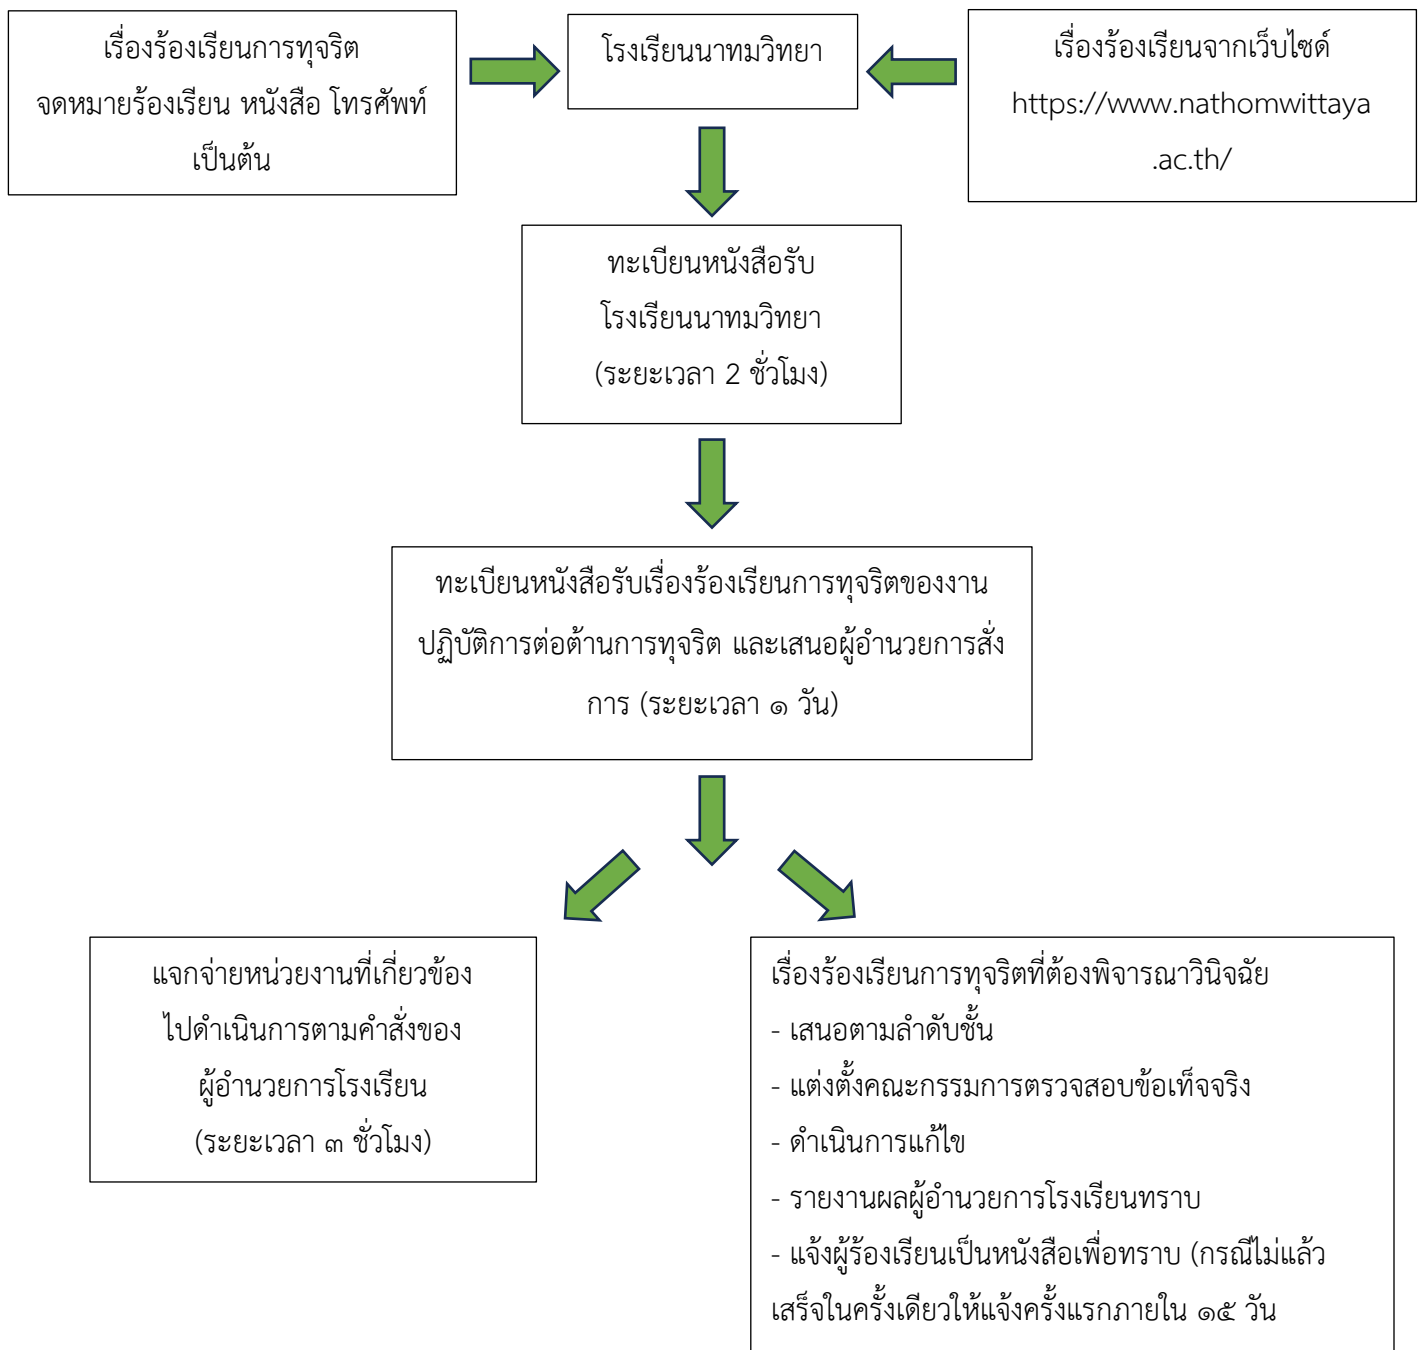 เรื่องร้องเรียนการทุจริต
จดหมายร้องเรียน หนังสือ โทรศัพท์
เป็นต้น
โรงเรียนนาทมวิทยา
เรื่องร้องเรียนจากเว็บไซด์
https://www.nathomwittaya
.ac.th/
ทะเบียนหนังสือรับ
โรงเรียนนาทมวิทยา
(ระยะเวลา 2 ชั่วโมง)
ทะเบียนหนังสือรับเรื่องร้องเรียนการทุจริตของงาน
ปฏิบัติการต่อต้านการทุจริต และเสนอผู้อำนวยการสั่ง
การ (ระยะเวลา ๑ วัน)
แจกจ่ายหน่วยงานที่เกี่ยวข้อง
ไปดำเนินการตามคำสั่งของ
ผู้อำนวยการโรงเรียน
(ระยะเวลา ๓ ชั่วโมง)
เรื่องร้องเรียนการทุจริตที่ต้องพิจารณาวินิจฉัย
- เสนอตามลำดับชั้น
- แต่งตั้งคณะกรรมการตรวจสอบข้อเท็จจริง
- ดำเนินการแก้ไข
- รายงานผลผู้อำนวยการโรงเรียนทราบ
- แจ้งผู้ร้องเรียนเป็นหนังสือเพื่อทราบ (กรณีไม่แล้ว
เสร็จในครั้งเดียวให้แจ้งครั้งแรกภายใน ๑๕ วัน